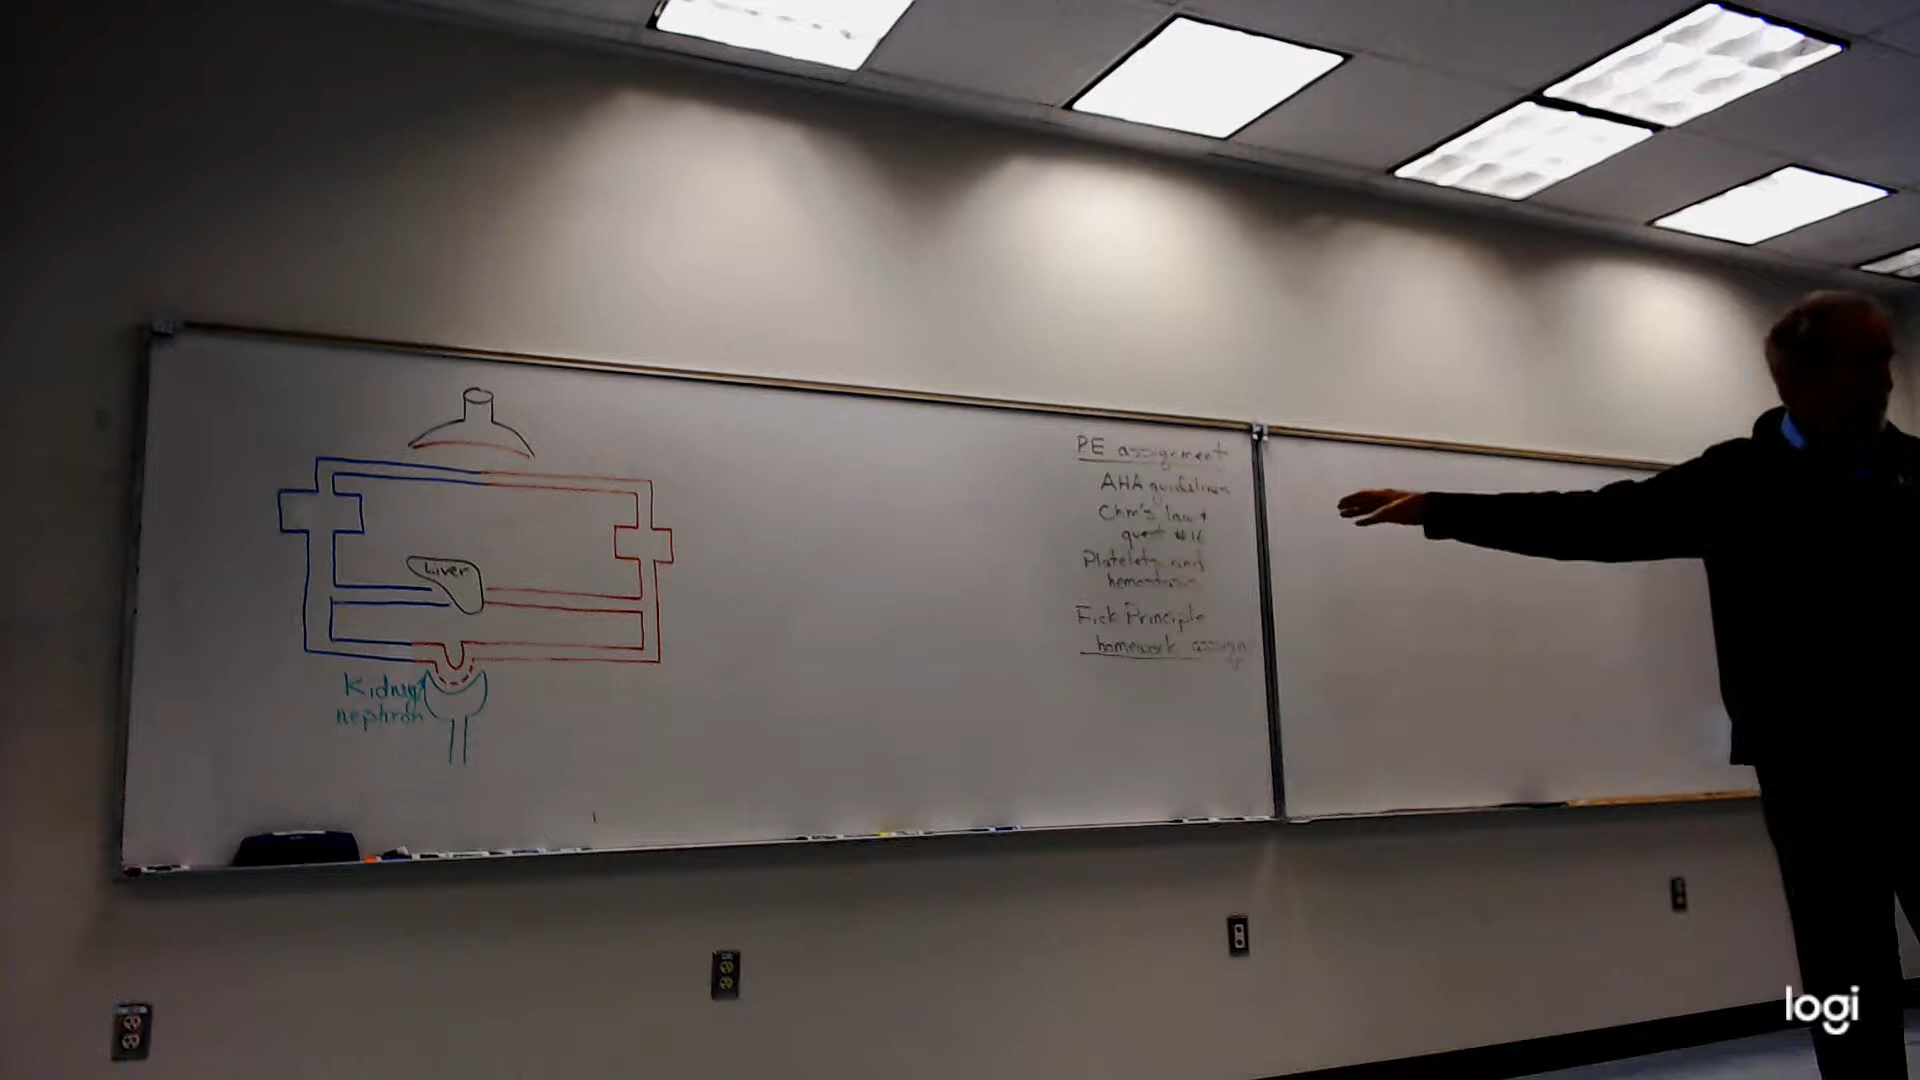 Liver
Kidney
nephron
PE assignment
AHA guidelines
Ohm's law +
quest #16
Platelets and
hemostasis
Fick Principle
homework assign
logi